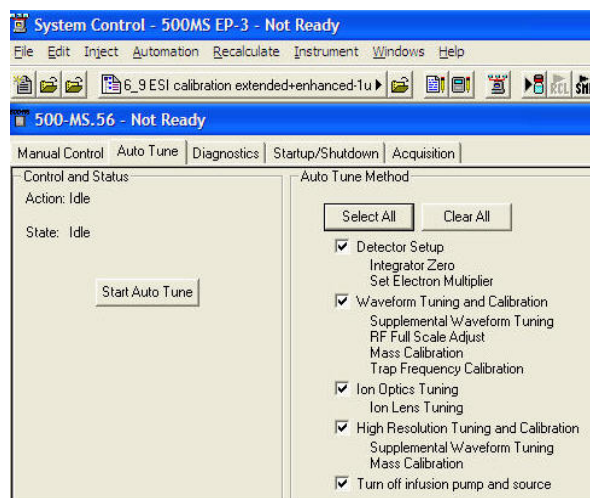 System Control - 500MS EP-3 - Not Ready
File Edit Inject Automation Recalculate Instrument Windows Help
6_9 ESI calibration extended+enhanced-1u
RCL
500-MS.56 - Not Ready
Manual Control Auto Tune Diagnostics Startup/Shutdown Acquisition
Control and Status
Action: Idle
State: Idle
Start Auto Tune
Auto Tune Method
Select All Clear All
Detector Setup
Integrator Zero
Set Electron Multiplier
Waveform Tuning and Calibration
Supplemental Waveform Tuning
RF Full Scale Adjust
Mass Calibration
Trap Frequency Calibration
Ion Optics Tuning
Ion Lens Tuning
High Resolution Tuning and Calibration
Supplemental Waveform Tuning
Mass Calibration
Turn off infusion pump and source